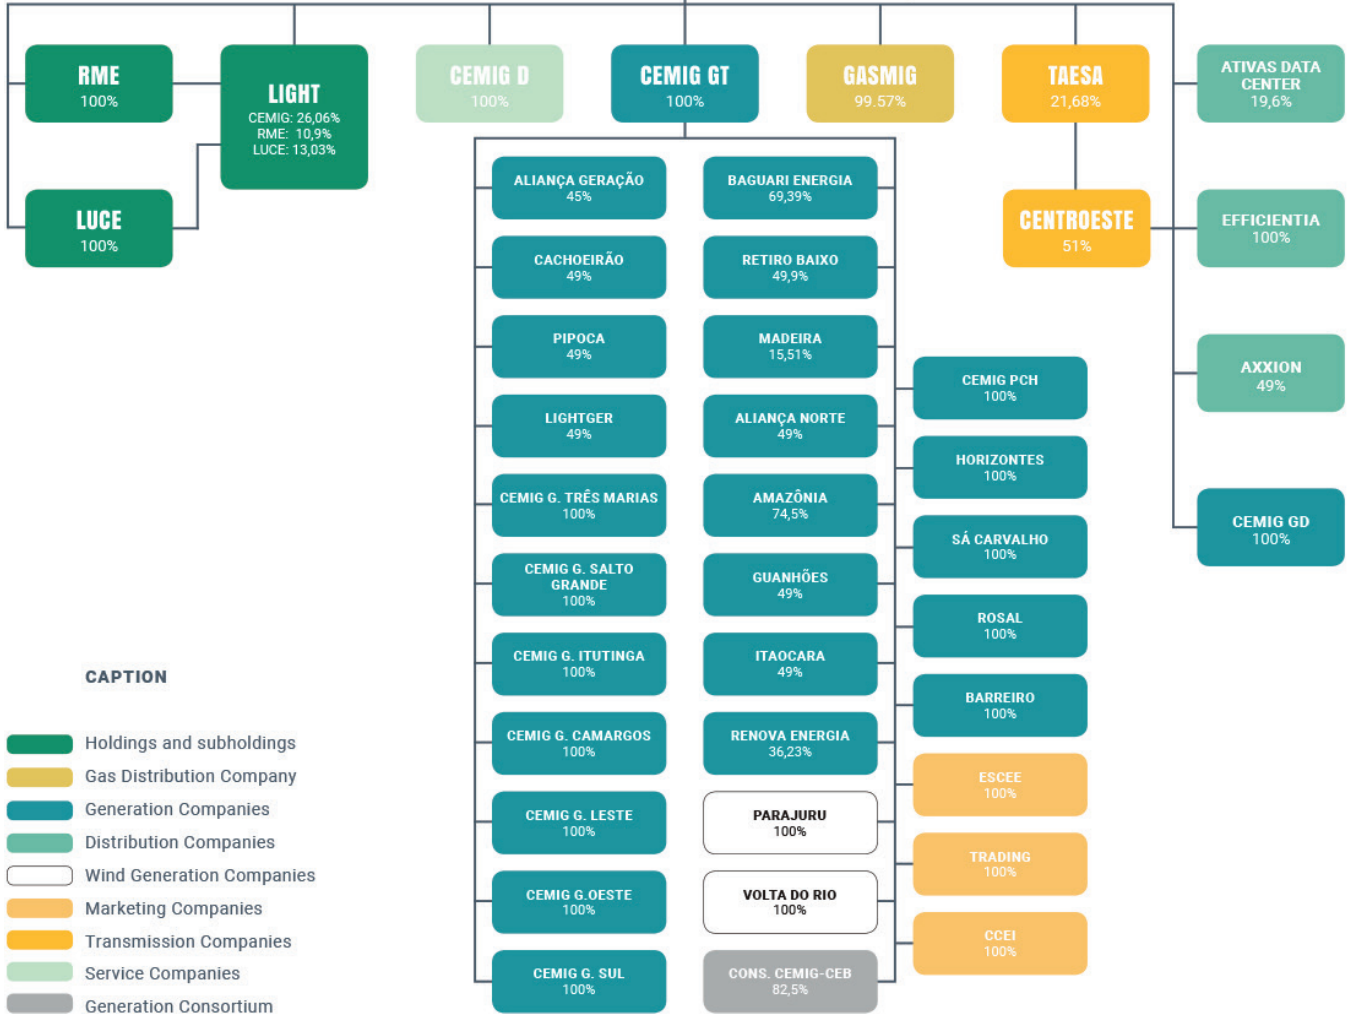 RME
100%
LIGHT
CEMIG: 26,06%
RME: 10,9%
LUCE: 13,03%
LUCE
100%
CEMIG D
100%
CEMIG GT
100%
GASMIG
99.57%
TAESA
21,68%
CENTROESTE
51%
ATIVAS DATA
CENTER
19,6%
EFFICIENTIA
100%
AXXION
49%
CEMIG GD
100%
ALIANÇA GERAÇÃO
45%
CACHOEIRÃO
49%
PIPOCA
49%
LIGHTGER
49%
CEMIG G. TRÊS MARIAS
100%
CEMIG G. SALTO
GRANDE
100%
CEMIG G. ITUTINGA
100%
CEMIG G. CAMARGOS
100%
CEMIG G. LESTE
100%
CEMIG G.OESTE
100%
CEMIG G. SUL
100%
BAGUARI ENERGIA
69,39%
RETIRO BAIXO
49,9%
MADEIRA
15,51%
ALIANÇA NORTE
49%
AMAZÔNIA
74,5%
GUANHÕES
49%
ITAOCARA
49%
RENOVA ENERGIA
36,23%
PARAJURU
100%
VOLTA DO RIO
100%
CONS. CEMIG-CEB
82,5%
CEMIG PCH
100%
HORIZONTES
100%
SÁ CARVALHO
100%
ROSAL
100%
BARREIRO
100%
ESCEE
100%
TRADING
100%
CCEI
100%
CAPTION
Holdings and subholdings
Gas Distribution Company
Generation Companies
Distribution Companies
Wind Generation Companies
Marketing Companies
Transmission Companies
Service Companies
Generation Consortium